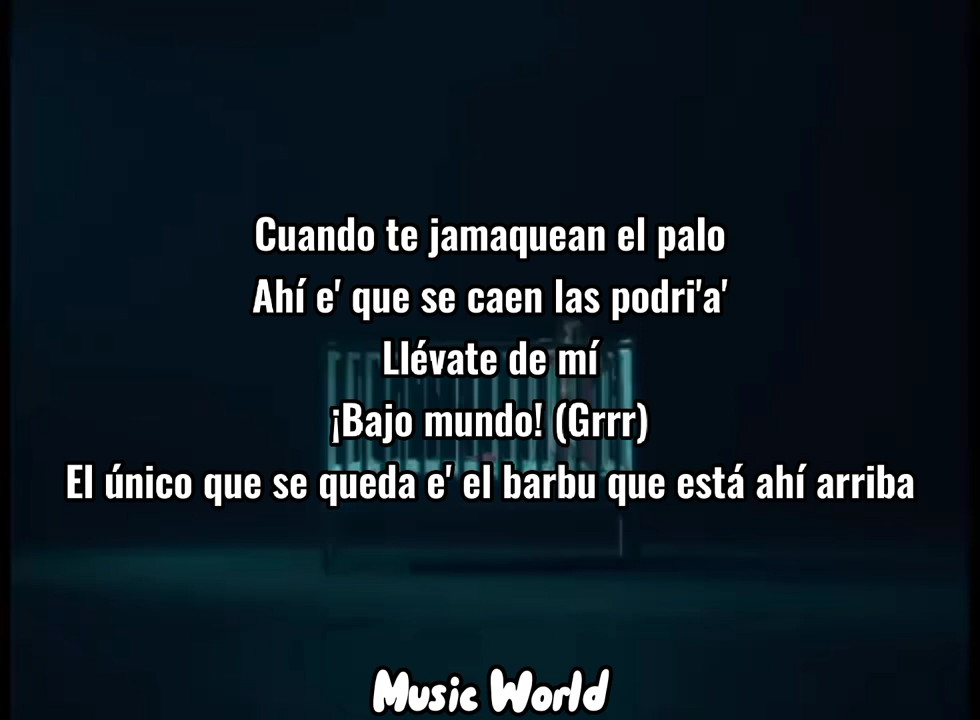 Cuando te jamaquean el palo
Ahí e' que se caen las podri'a'
Llévate de mí
¡Bajo mundo! (Grrr)
El único que se queda e' el barbu que está ahí arriba
Music World